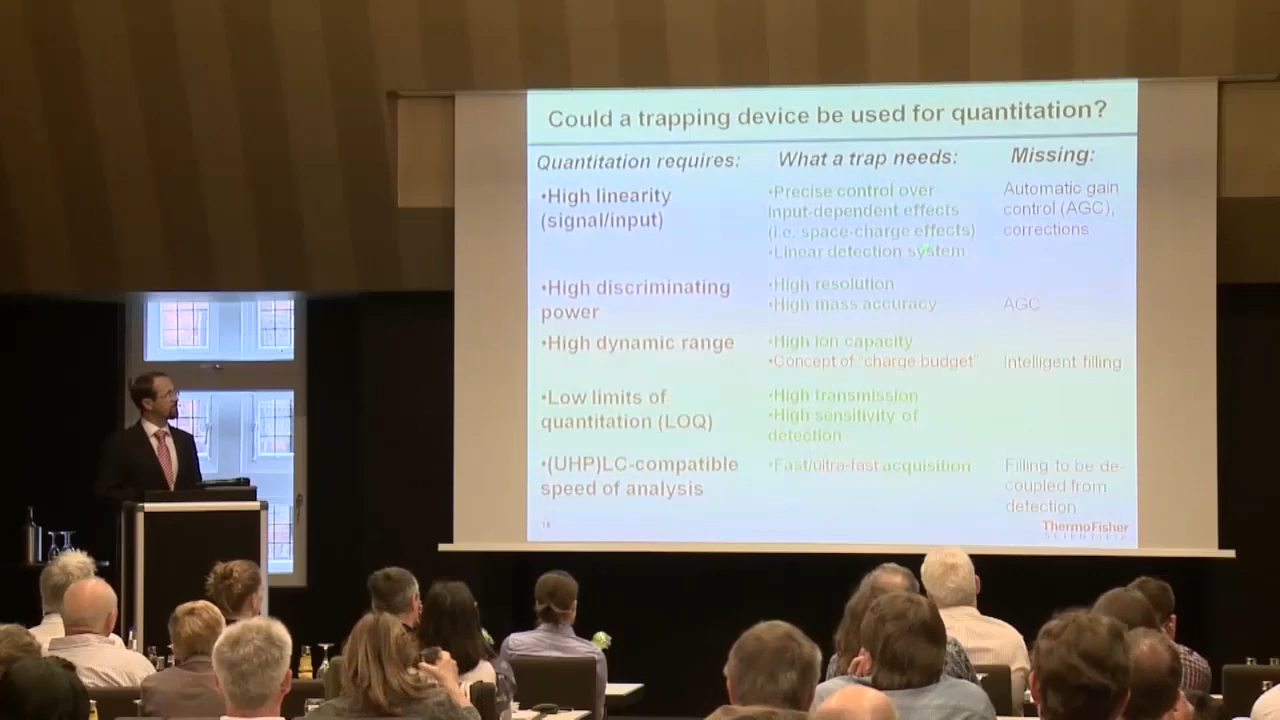 Could a trapping device be used for quantitation?
Quantitation requires:
What a trap needs:
Missing:
•High linearity
(signal/input)
•Precise control over
input-dependent effects
(i.e. space-charge effects)
•Linear detection system
Automatic gain
control (AGC),
corrections
•High discriminating
power
•High resolution
•High mass accuracy
AGC
•High dynamic range
•High ion capacity
•Concept of "charge budget"
Intelligent filling
•Low limits of
quantitation (LOQ)
•High transmission
•High sensitivity of
detection
•(UHP)LC-compatible
speed of analysis
•Fast/ultra-fast acquisition
Filling to be de-
coupled from
detection
ThermoFisher
SCIENTIFIC